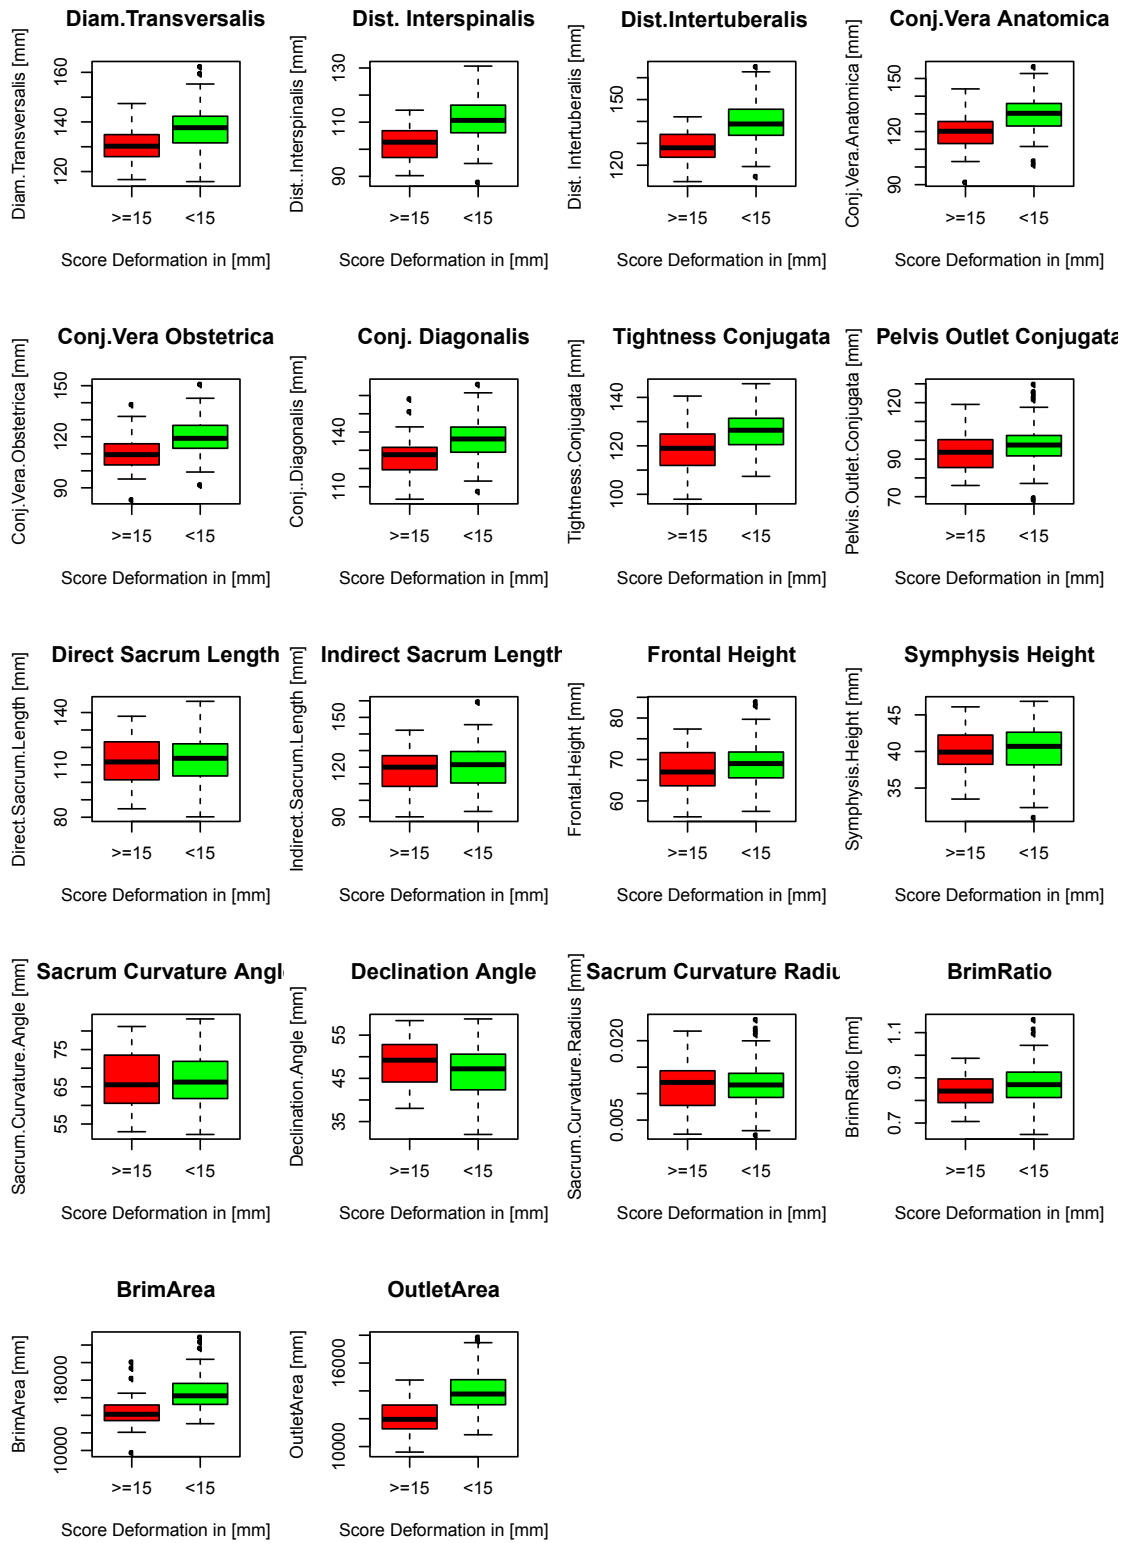 Diam.Transversalis
Diam.Transversalis [mm]
120 140 160
>=15 <15
Score Deformation in [mm]
Dist. Interspinalis
Dist..Interspinalis [mm]
90 110 130
>=15 <15
Score Deformation in [mm]
Dist.Intertuberalis
Dist. Intertuberalis [mm]
120 150
>=15 <15
Score Deformation in [mm]
Conj.Vera Anatomica
Conj.Vera.Anatomica [mm]
90 120 150
>=15 <15
Score Deformation in [mm]
Conj.Vera Obstetrica
Conj.Vera.Obstetrica [mm]
90 120 150
>=15 <15
Score Deformation in [mm]
Conj. Diagonalis
Conj..Diagonalis [mm]
110 140
>=15 <15
Score Deformation in [mm]
Tightness Conjugata
Tightness.Conjugata [mm]
100 120 140
>=15 <15
Score Deformation in [mm]
Pelvis Outlet Conjugata
Pelvis.Outlet.Conjugata [mm]
70 90 120
>=15 <15
Score Deformation in [mm]
Direct Sacrum Length
Direct.Sacrum.Length [mm]
80 110 140
>=15 <15
Score Deformation in [mm]
Indirect Sacrum Length
Indirect.Sacrum.Length [mm]
90 120 150
>=15 <15
Score Deformation in [mm]
Frontal Height
Frontal.Height [mm]
60 70 80
>=15 <15
Score Deformation in [mm]
Symphysis Height
Symphysis.Height [mm]
35 40 45
>=15 <15
Score Deformation in [mm]
Sacrum Curvature Angl
Sacrum.Curvature.Angle [mm]
55 65 75
>=15 <15
Score Deformation in [mm]
Declination Angle
Declination.Angle [mm]
35 45 55
>=15 <15
Score Deformation in [mm]
Sacrum Curvature Radiu
Sacrum.Curvature.Radius [mm]
0.005 0.020
>=15 <15
Score Deformation in [mm]
BrimRatio
BrimRatio [mm]
0.7 0.9 1.1
>=15 <15
Score Deformation in [mm]
BrimArea
BrimArea [mm]
10000 18000
>=15 <15
Score Deformation in [mm]
OutletArea
OutletArea [mm]
10000 16000
>=15 <15
Score Deformation in [mm]